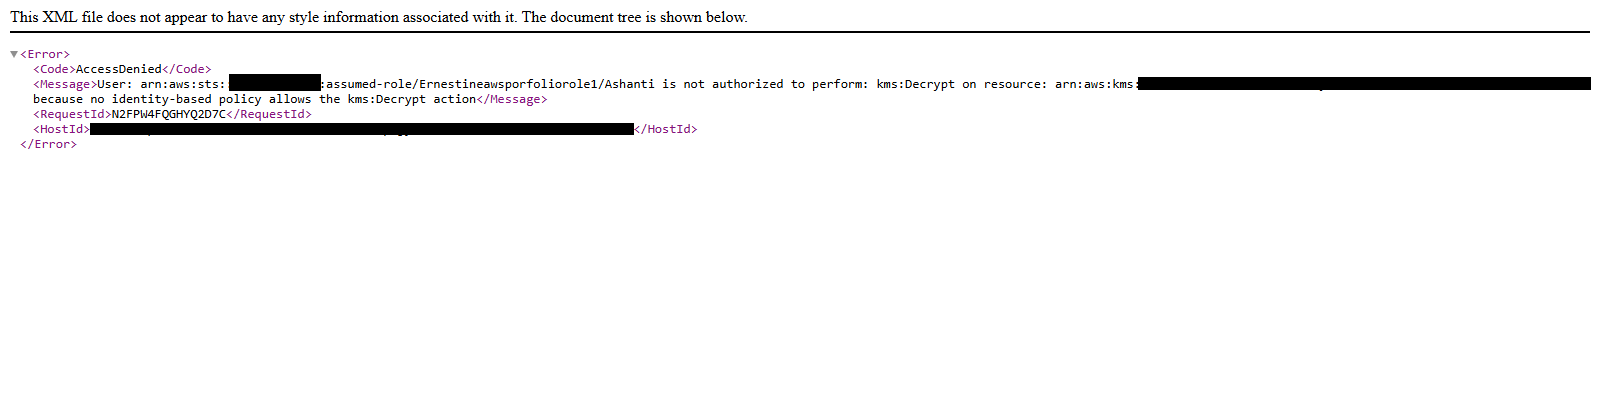 This XML file does not appear to have any style information associated with it. The document tree is shown below.
<Error>
<Code>AccessDenied</Code>
<Message>User: arn:aws:sts: :assumed-role/Ernestineawsporfoliorole1/Ashanti is not authorized to perform: kms:Decrypt on resource: arn:aws:kms:
because no identity-based policy allows the kms:Decrypt action</Message>
<RequestId>N2FPW4FQGHYQ2D7C</RequestId>
<HostId> </HostId>
</Error>